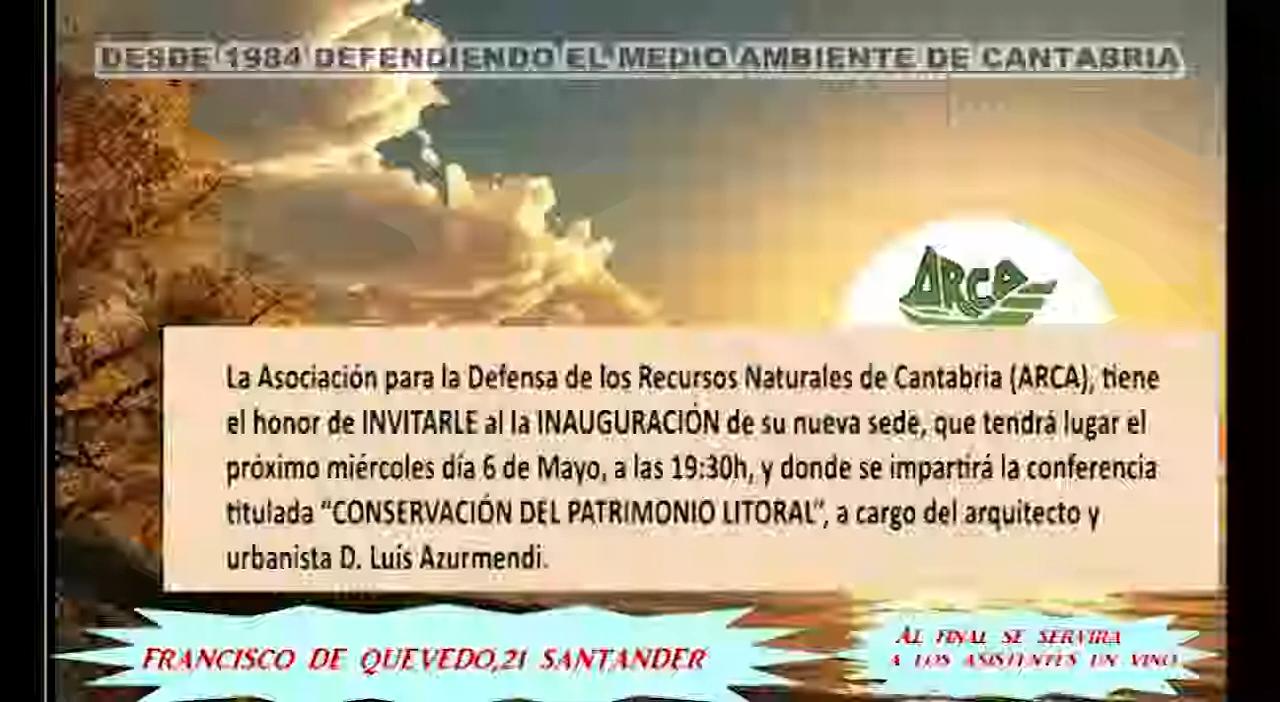 DESDE 1984 DEFENDIENDO EL MEDIO AMBIENTE DE CANTABRIA
ARCA
La Asociación para la Defensa de los Recursos Naturales de Cantabria (ARCA), tiene
el honor de INVITARLE al la INAUGURACIÓN de su nueva sede, que tendrá lugar el
próximo miércoles día 6 de Mayo, a las 19:30h, y donde se impartirá la conferencia
titulada “CONSERVACIÓN DEL PATRIMONIO LITORAL”, a cargo del arquitecto y
urbanista D. Luís Azurmendi.
FRANCISCO DE QUEVEDO,21 SANTANDER
AL FINAL SE SERVIRA
A LOS ASISTENTES UN VINO